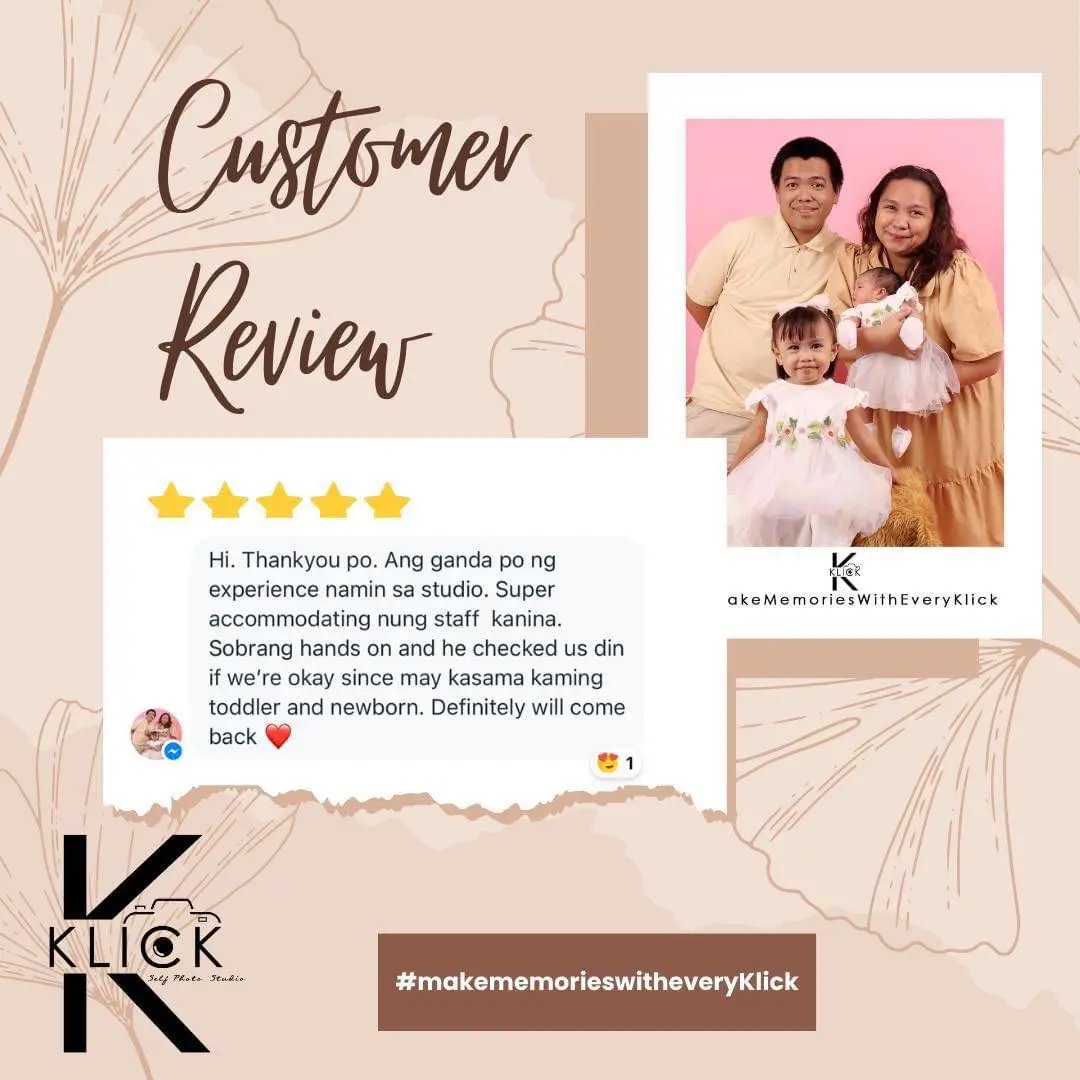 Customer
Review
Hi. Thankyou po. Ang ganda po ng
experience namin sa studio. Super
accommodating nung staff kanina.
Sobrang hands on and he checked us din
if we're okay since may kasama kaming
toddler and newborn. Definitely will come
back ❤️
😍 1
K
KLICK
akeMemoriesWithEveryKlick
K
KLICK
Self Photo Studio
#makememorieswitheveryKlick